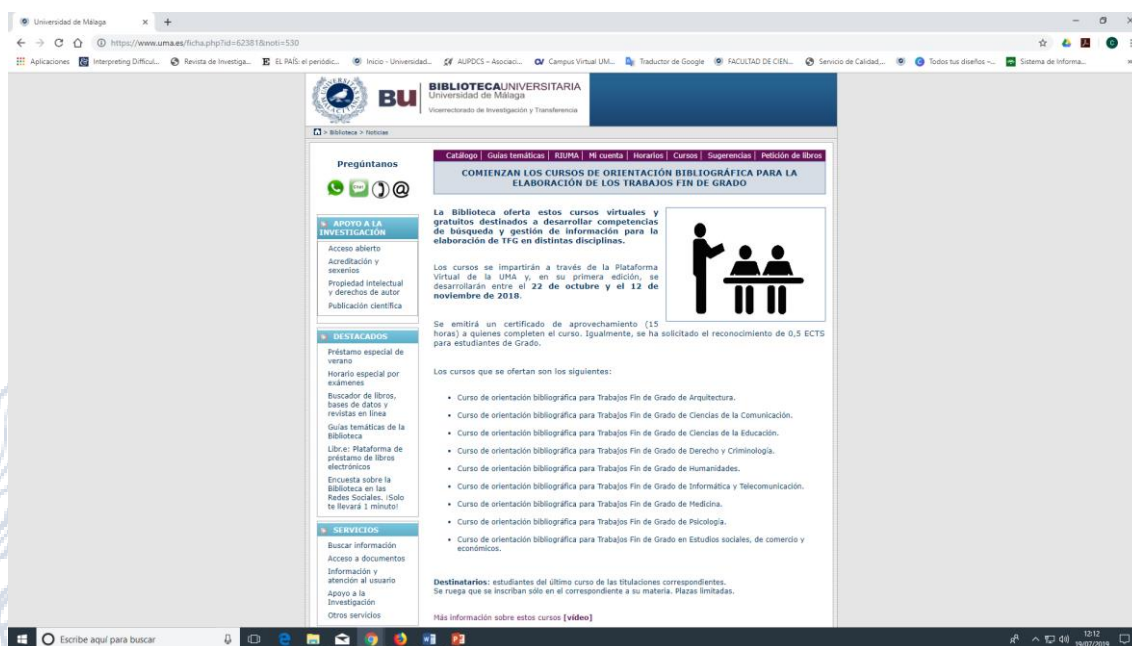 Universidad de Málaga
https://www.uma.es/ficha.php?id=62381&noti=530
Aplicaciones
Interpreting Difficul...
Revista de Investiga...
EL PAÍS: el periódic...
Inicio - Universidad...
AUPDCS – Asociaci...
Campus Virtual UM...
Traductor de Google
FACULTAD DE CIEN...
Servicio de Calidad,...
Todos tus diseños –...
Sistema de Informa...
BU
BIBLIOTECAUNIVERSITARIA
Universidad de Málaga
Vicerrectorado de Investigación y Transferencia
> Biblioteca > Noticias
Pregúntanos
APOYO A LA
INVESTIGACIÓN
Acceso abierto
Acreditación y
sexenios
Propiedad intelectual
y derechos de autor
Publicación científica
DESTACADOS
Préstamo especial de
verano
Horario especial por
exámenes
Buscador de libros,
bases de datos y
revistas en línea
Guías temáticas de la
Biblioteca
Libr.e: Plataforma de
préstamo de libros
electrónicos
Encuesta sobre la
Biblioteca en las
Redes Sociales. ¡Solo
te llevará 1 minuto!
SERVICIOS
Buscar información
Acceso a documentos
Información y
atención al usuario
Apoyo a la
Investigación
Otros servicios
Catálogo | Guías temáticas | RIUMA | Mi cuenta | Horarios | Cursos | Sugerencias | Petición de libros
COMIENZAN LOS CURSOS DE ORIENTACIÓN BIBLIOGRÁFICA PARA LA
ELABORACIÓN DE LOS TRABAJOS FIN DE GRADO
La Biblioteca oferta estos cursos virtuales y
gratuitos destinados a desarrollar competencias
de búsqueda y gestión de información para la
elaboración de TFG en distintas disciplinas.
Los cursos se impartirán a través de la Plataforma
Virtual de la UMA y, en su primera edición, se
desarrollarán entre el 22 de octubre y el 12 de
noviembre de 2018.
Se emitirá un certificado de aprovechamiento (15
horas) a quienes completen el curso. Igualmente, se ha solicitado el reconocimiento de 0,5 ECTS
para estudiantes de Grado.
Los cursos que se ofertan son los siguientes:
• Curso de orientación bibliográfica para Trabajos Fin de Grado de Arquitectura.
• Curso de orientación bibliográfica para Trabajos Fin de Grado de Ciencias de la Comunicación.
• Curso de orientación bibliográfica para Trabajos Fin de Grado de Ciencias de la Educación.
• Curso de orientación bibliográfica para Trabajos Fin de Grado de Derecho y Criminología.
• Curso de orientación bibliográfica para Trabajos Fin de Grado de Humanidades.
• Curso de orientación bibliográfica para Trabajos Fin de Grado de Informática y Telecomunicación.
• Curso de orientación bibliográfica para Trabajos Fin de Grado de Medicina.
• Curso de orientación bibliográfica para Trabajos Fin de Grado de Psicología.
• Curso de orientación bibliográfica para Trabajos Fin de Grado en Estudios sociales, de comercio y
económicos.
Destinatarios: estudiantes del último curso de las titulaciones correspondientes.
Se ruega que se inscriban sólo en el correspondiente a su materia. Plazas limitadas.
Más información sobre estos cursos [vídeo]
Escribe aquí para buscar
12:12
19/07/2019